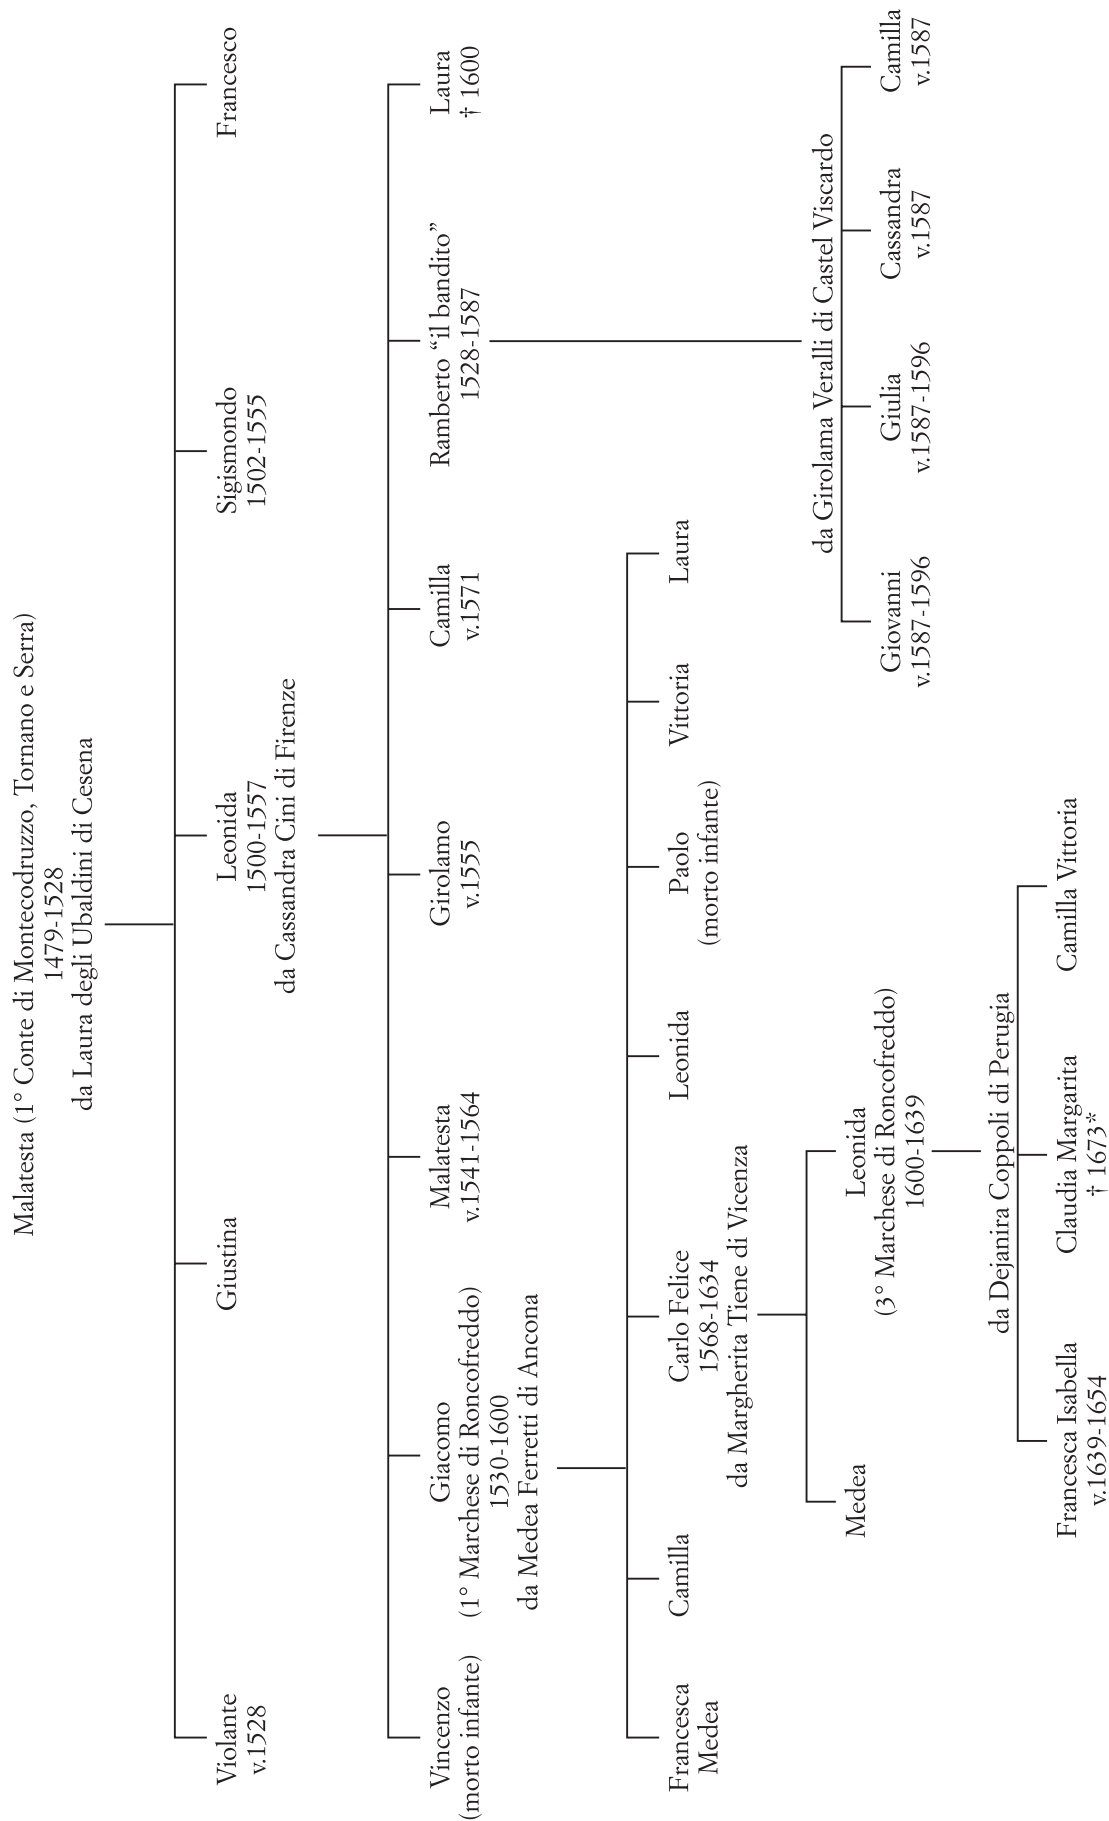 Malatesta (1° Conte di Montecodruzzo, Tornano e Serra)
1479-1528
da Laura degli Ubaldini di Cesena
Violante
v.1528
Giustina
Leonida
1500-1557
da Cassandra Cini di Firenze
Sigismondo
1502-1555
Francesco
Vincenzo
(morto infante)
Giacomo
(1° Marchese di Roncofreddo)
1530-1600
da Medea Ferretti di Ancona
Malatesta
v.1541-1564
Girolamo
v.1555
Camilla
v.1571
Ramberto “il bandito”
1528-1587
Laura
† 1600
Francesca
Medea
Camilla
Carlo Felice
1568-1634
da Margherita Tiene di Vicenza
Leonida
Paolo
(morto infante)
Vittoria
Laura
da Girolama Veralli di Castel Viscardo
Giovanni
v.1587-1596
Giulia
v.1587-1596
Cassandra
v.1587
Camilla
v.1587
Medea
Leonida
(3° Marchese di Roncofreddo)
1600-1639
da Dejanira Coppoli di Perugia
Francesca Isabella
v.1639-1654
Claudia Margarita
† 1673*
Camilla Vittoria